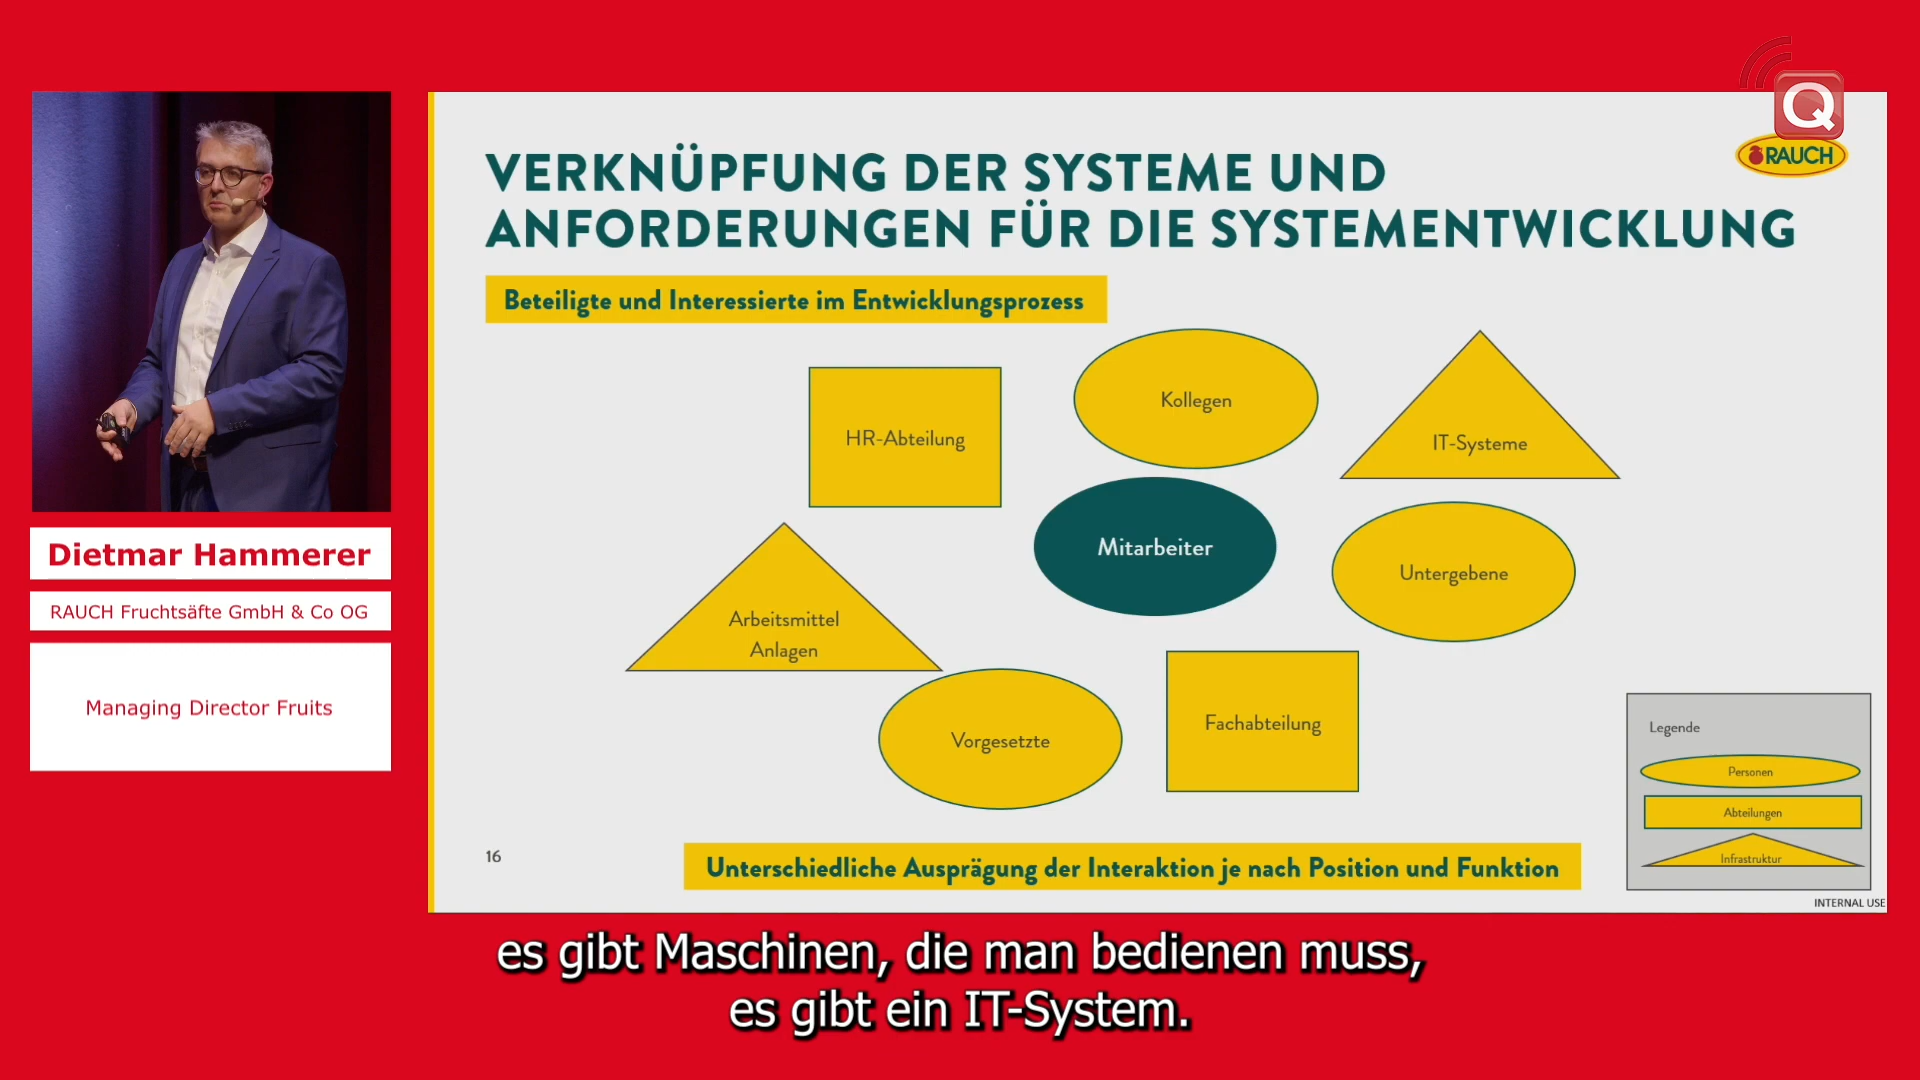 Q
RAUCH
VERKNÜPFUNG DER SYSTEME UND
ANFORDERUNGEN FÜR DIE SYSTEMENTWICKLUNG
Beteiligte und Interessierte im Entwicklungsprozess
Kollegen
HR-Abteilung
IT-Systeme
Mitarbeiter
Untergebene
Arbeitsmittel
Anlagen
Vorgesetzte
Fachabteilung
Legende
Personen
Abteilungen
Infrastruktur
16
Unterschiedliche Ausprägung der Interaktion je nach Position und Funktion
INTERNAL USE
Dietmar Hammerer
RAUCH Fruchtsäfte GmbH & Co OG
Managing Director Fruits
es gibt Maschinen, die man bedienen muss,
es gibt ein IT-System.